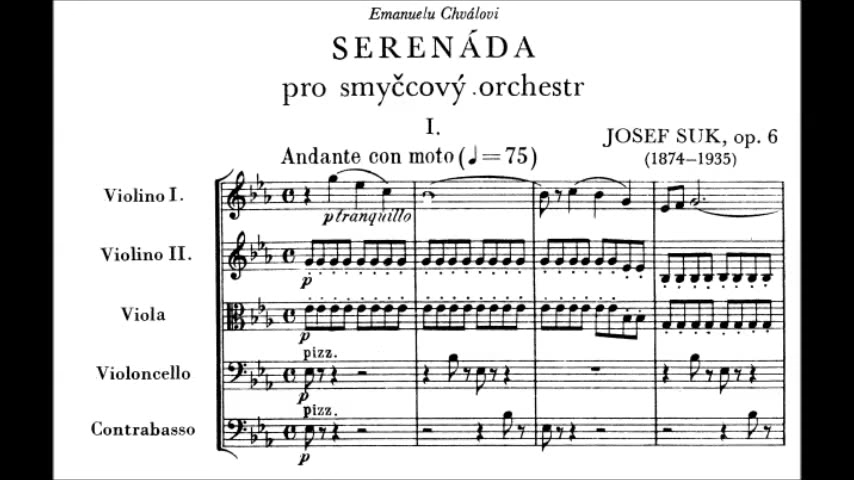 Emanuelu Chválovi
SERENÁDA
pro smyčcový orchestr
I.
JOSEF SUK, op. 6
(1874–1935)
Andante con moto (♩=75)
Violino I.
p tranquillo
Violino II.
p
Viola
p
pizz.
Violoncello
p
pizz.
Contrabasso
p